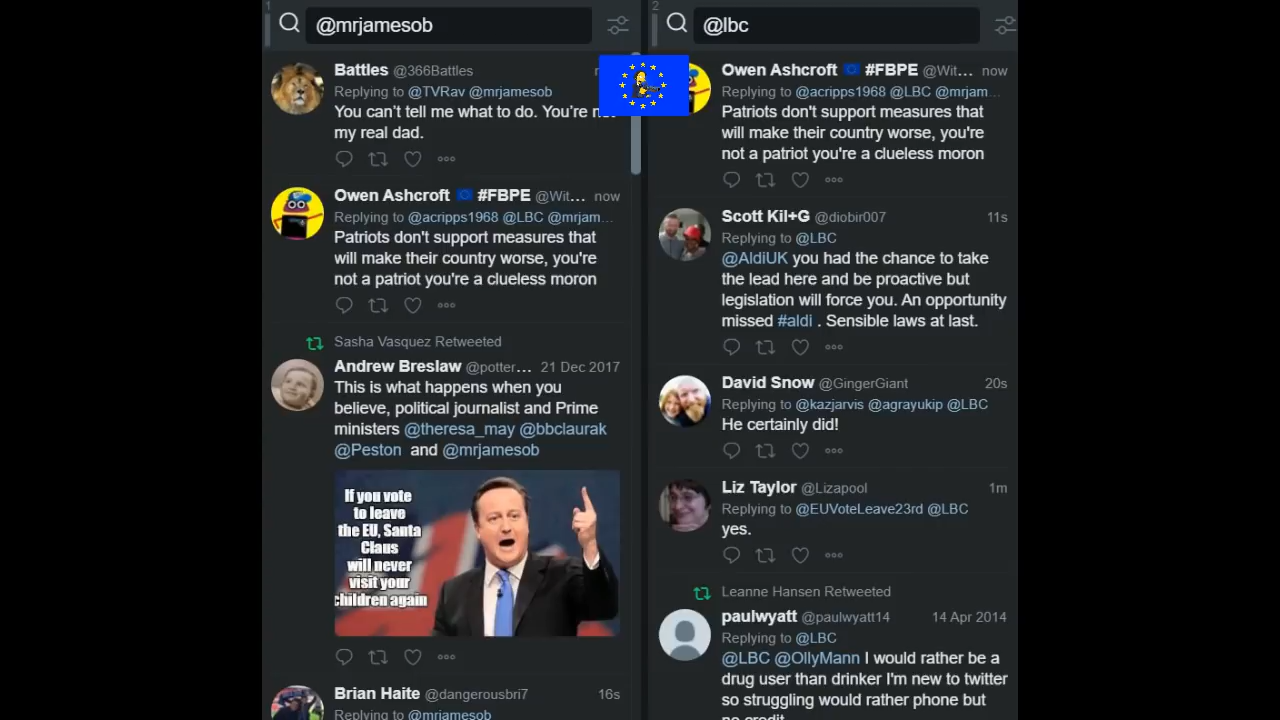 1
@mrjamesob
Battles @366Battles
Replying to @TVRav @mrjamesob
You can't tell me what to do. You're
my real dad.
Owen Ashcroft #FBPE @Wit... now
Replying to @acripps1968 @LBC @mrjam...
Patriots don't support measures that
will make their country worse, you're
not a patriot you're a clueless moron
Sasha Vasquez Retweeted
Andrew Breslaw @potter... 21 Dec 2017
This is what happens when you
believe, political journalist and Prime
ministers @theresa_may @bbclaurak
@Peston and @mrjamesob
If you vote
to leave
the EU, Santa
Claus
will never
visit your
children again
Brian Haite @dangerousbri7 16s
Replying to @mrjamesob
2
@lbc
Owen Ashcroft #FBPE @Wit... now
Replying to @acripps1968 @LBC @mrjam...
Patriots don't support measures that
will make their country worse, you're
not a patriot you're a clueless moron
Scott Kil+G @diobir007 11s
Replying to @LBC
@AldiUK you had the chance to take
the lead here and be proactive but
legislation will force you. An opportunity
missed #aldi . Sensible laws at last.
David Snow @GingerGiant 20s
Replying to @kazjarvis @agrayukip @LBC
He certainly did!
Liz Taylor @Lizapool 1m
Replying to @EUVoteLeave23rd @LBC
yes.
Leanne Hansen Retweeted
paulwyatt @paulwyatt14 14 Apr 2014
Replying to @LBC
@LBC @OllyMann I would rather be a
drug user than drinker I'm new to twitter
so struggling would rather phone but
no credit